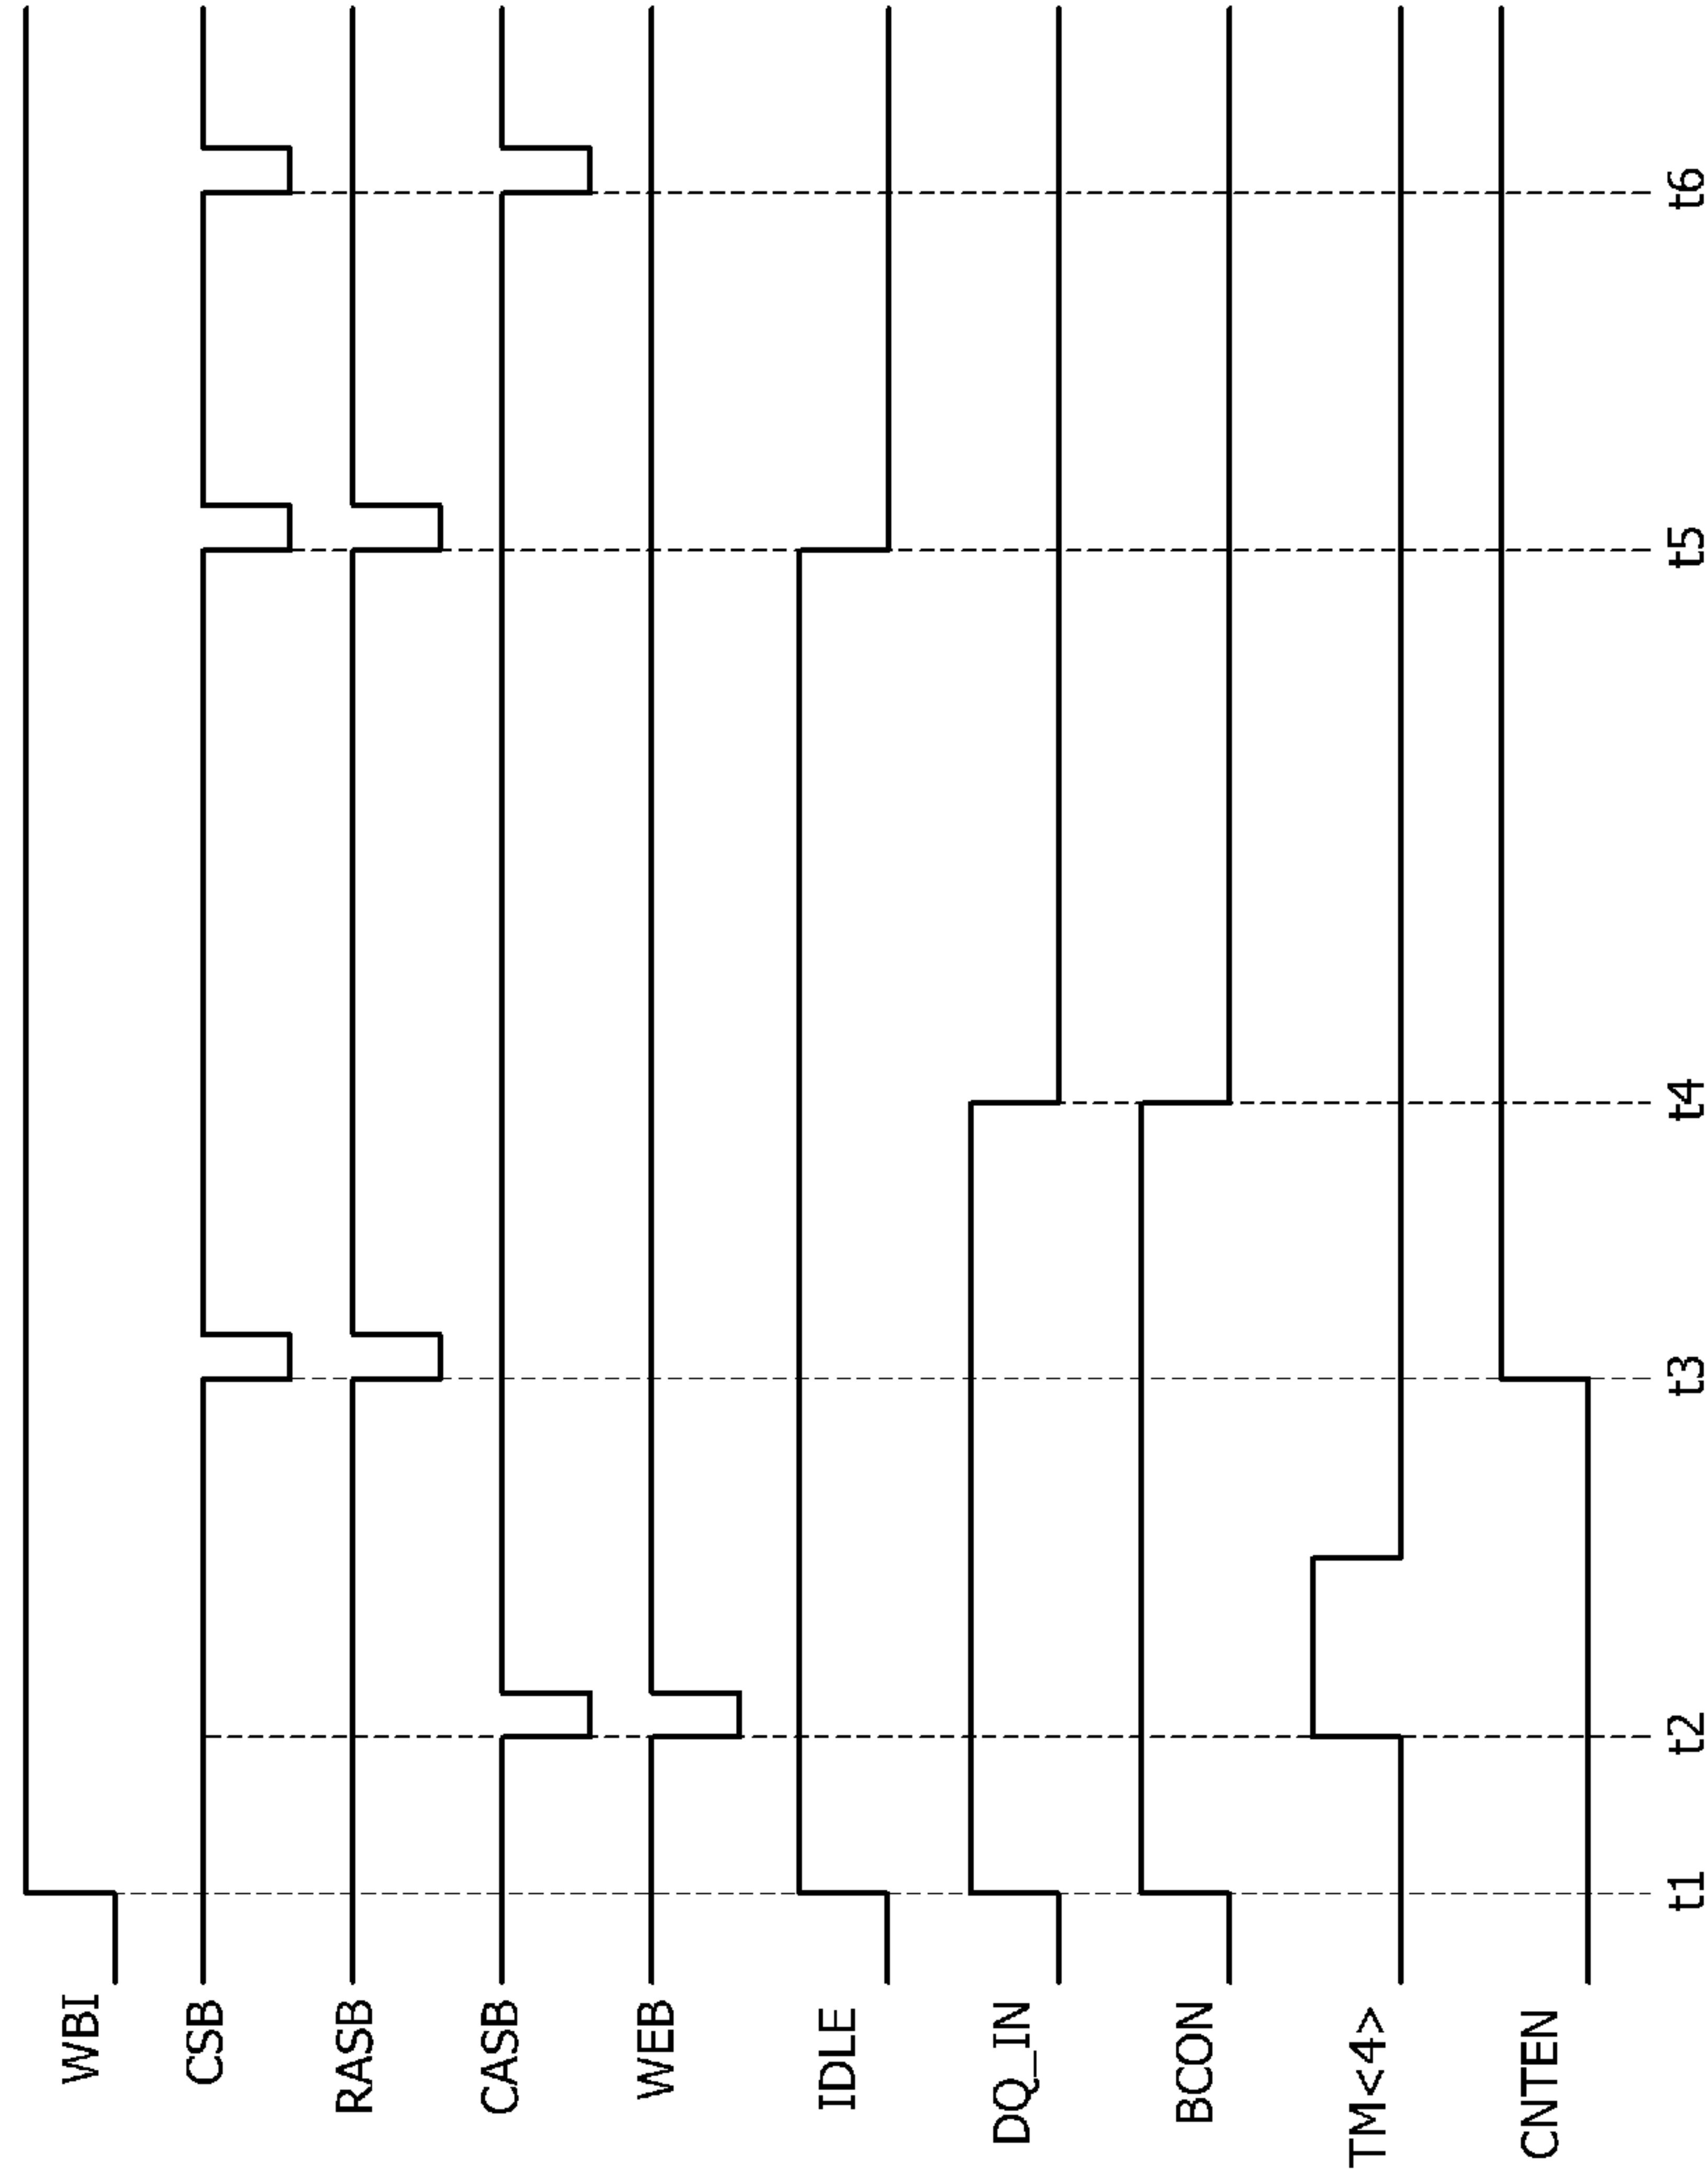 WBI
CSB
RASB
CASB
WEB
IDLE
DQ_IN
BCON
TM<4>
CNTEN
t1 t2 t3 t4 t5 t6